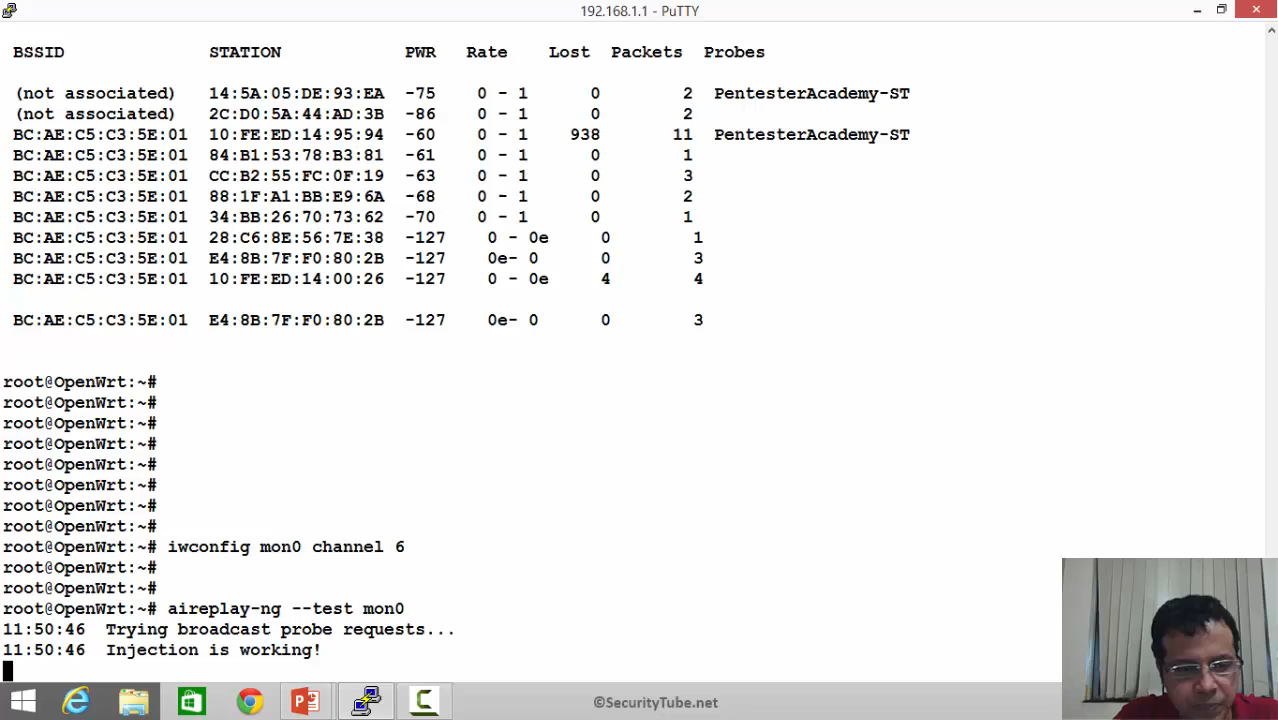 192.168.1.1 - PuTTY
BSSID STATION PWR Rate Lost Packets Probes
(not associated) 14:5A:05:DE:93:EA -75 0 - 1 0 2 PentesterAcademy-ST
(not associated) 2C:D0:5A:44:AD:3B -86 0 - 1 0 2
BC:AE:C5:C3:5E:01 10:FE:ED:14:95:94 -60 0 - 1 938 11 PentesterAcademy-ST
BC:AE:C5:C3:5E:01 84:B1:53:78:B3:81 -61 0 - 1 0 1
BC:AE:C5:C3:5E:01 CC:B2:55:FC:0F:19 -63 0 - 1 0 3
BC:AE:C5:C3:5E:01 88:1F:A1:BB:E9:6A -68 0 - 1 0 2
BC:AE:C5:C3:5E:01 34:BB:26:70:73:62 -70 0 - 1 0 1
BC:AE:C5:C3:5E:01 28:C6:8E:56:7E:38 -127 0 - 0e 0 1
BC:AE:C5:C3:5E:01 E4:8B:7F:F0:80:2B -127 0e- 0 0 3
BC:AE:C5:C3:5E:01 10:FE:ED:14:00:26 -127 0 - 0e 4 4
BC:AE:C5:C3:5E:01 E4:8B:7F:F0:80:2B -127 0e- 0 0 3
root@OpenWrt:~#
root@OpenWrt:~#
root@OpenWrt:~#
root@OpenWrt:~#
root@OpenWrt:~#
root@OpenWrt:~#
root@OpenWrt:~#
root@OpenWrt:~#
root@OpenWrt:~# iwconfig mon0 channel 6
root@OpenWrt:~#
root@OpenWrt:~#
root@OpenWrt:~# aireplay-ng --test mon0
11:50:46 Trying broadcast probe requests...
11:50:46 Injection is working!
©SecurityTube.net